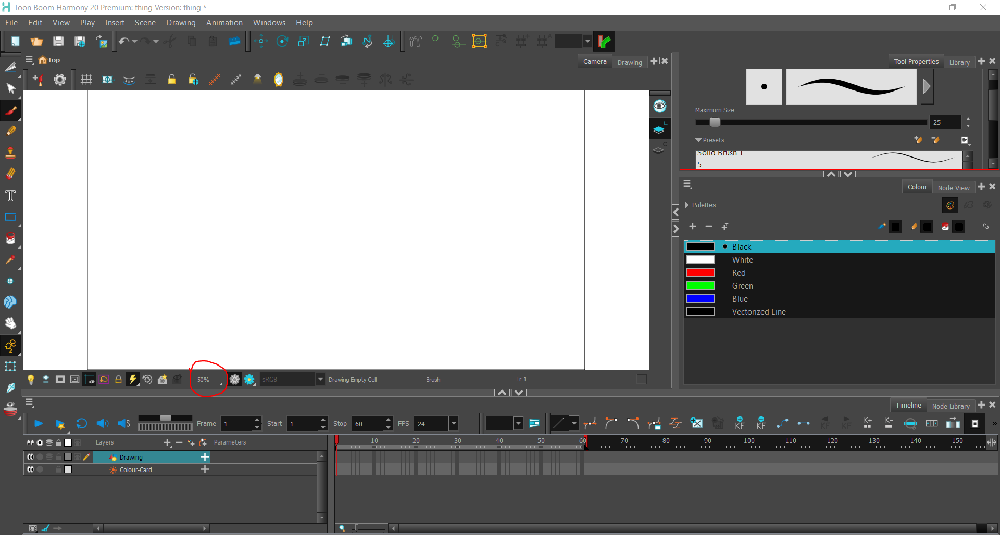 Toon Boom Harmony 20 Premium: thing Version: thing *
File Edit View Play Insert Scene Drawing Animation Windows Help
Top
Camera Drawing
Tool Properties Library
Maximum Size
25
Presets
Solid Brush 1
5
Colour Node View
Palettes
Black
White
Red
Green
Blue
Vectorized Line
L
C
50% sRGB Drawing Empty Cell Brush Fr 1
Timeline Node Library
S Frame 1 Start 1 Stop 60 FPS 24 KF KF KF KF K+ K- »
Layers Parameters 10 20 30 40 50 60 70 80 90 100 110 120 130 140 150
Drawing
Colour-Card